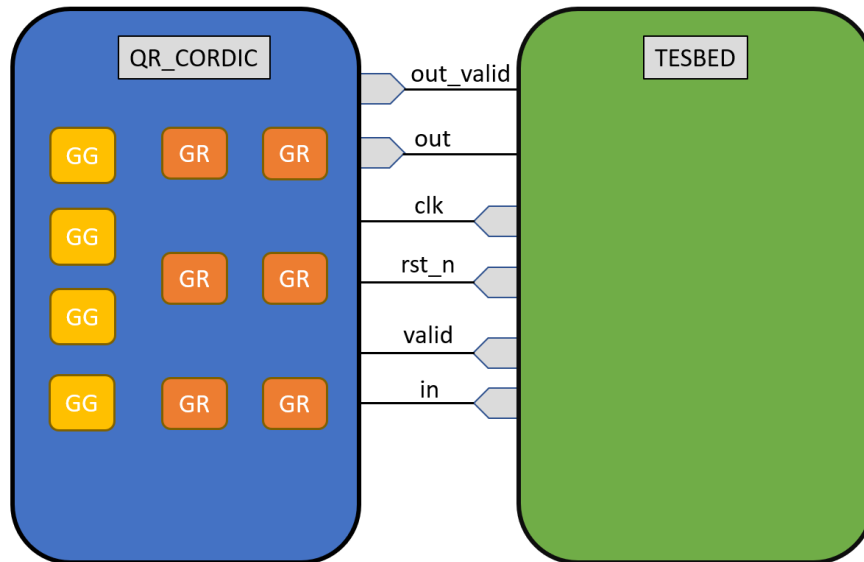 QR_CORDIC
GG
GR
GR
GG
GR
GR
GG
GG
GR
GR
out_valid
out
clk
rst_n
valid
in
TESBED